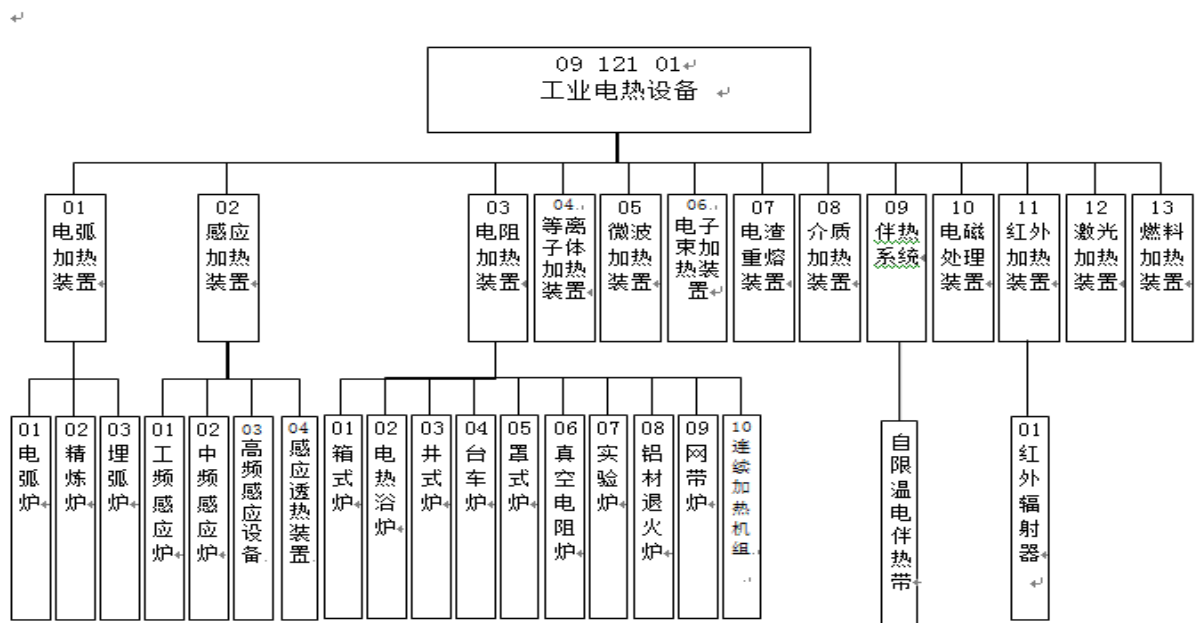 09 121 01
工业电热设备
01
电弧
加热
装置
02
感应
加热
装置
03
电阻
加热
装置
04
等离
子体
加热
装置
05
微波
加热
装置
06
电子
束加
热装
置
07
电渣
重熔
装置
08
介质
加热
装置
09
伴热
系统
10
电磁
处理
装置
11
红外
加热
装置
12
激光
加热
装置
13
燃料
加热
装置
01
电弧炉
02
精炼炉
03
埋弧炉
01
工频感应炉
02
中频感应炉
03
高频感应设备
04
感应透热装置
01
箱式炉
02
电热浴炉
03
井式炉
04
台车炉
05
罩式炉
06
真空电阻炉
07
实验炉
08
铝材退火炉
09
网带炉
10
连续加热机组
自限温电伴热带
01
红外辐射器